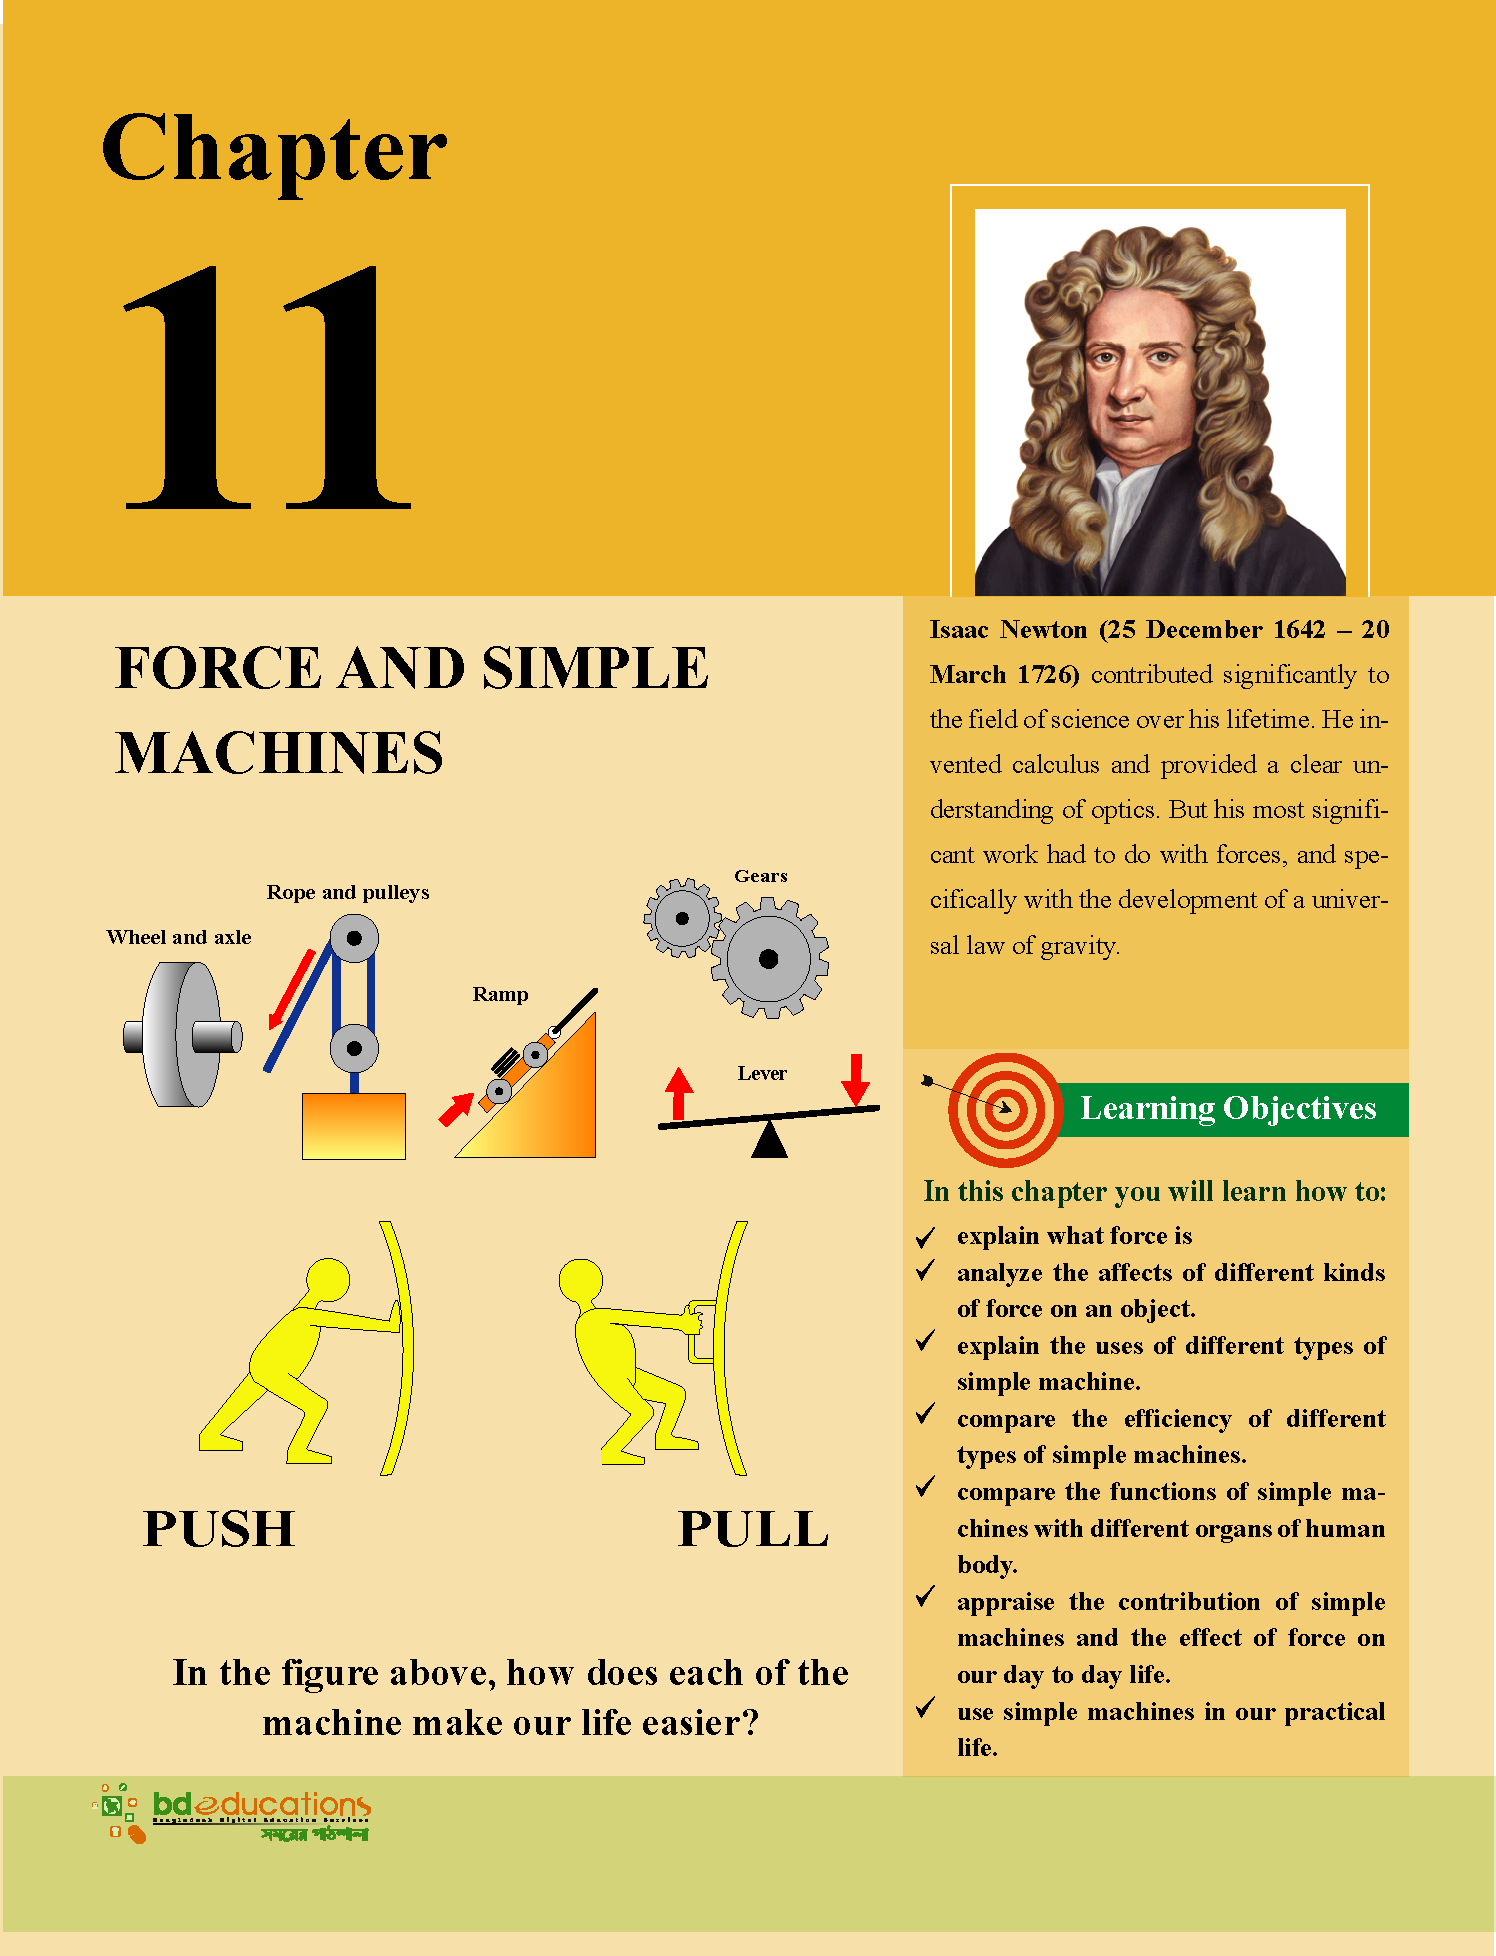 Chapter
11
FORCE AND SIMPLE
MACHINES
Isaac Newton (25 December 1642 – 20
March 1726) contributed significantly to
the field of science over his lifetime. He in-
vented calculus and provided a clear un-
derstanding of optics. But his most signifi-
cant work had to do with forces, and spe-
cifically with the development of a univer-
sal law of gravity.
Gears
Rope and pulleys
Wheel and axle
Ramp
Lever
PUSH
PULL
In the figure above, how does each of the
machine make our life easier?
Learning Objectives
In this chapter you will learn how to:
✓ explain what force is
✓ analyze the affects of different kinds
of force on an object.
✓ explain the uses of different types of
simple machine.
✓ compare the efficiency of different
types of simple machines.
✓ compare the functions of simple ma-
chines with different organs of human
body.
✓ appraise the contribution of simple
machines and the effect of force on
our day to day life.
✓ use simple machines in our practical
life.
bdeducations
Bangladesh Digital Education Services
সময়ের পাঠশালা